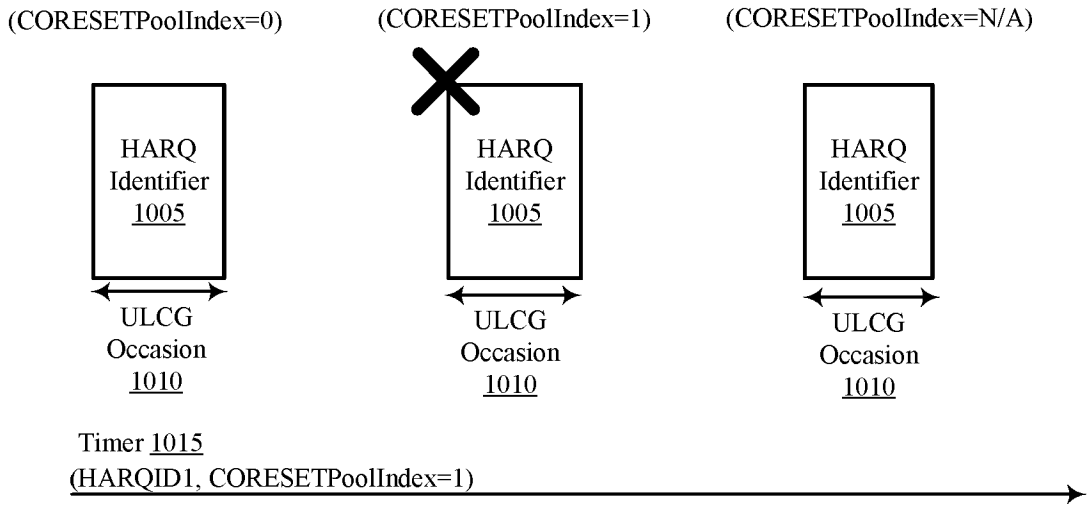 (CORESETPoolIndex=0) (CORESETPoolIndex=1) (CORESETPoolIndex=N/A)
HARQ HARQ HARQ
Identifier Identifier Identifier
1005 1005 1005
ULCG ULCG ULCG
Occasion Occasion Occasion
1010 1010 1010
Timer 1015
(HARQID1, CORESETPoolIndex=1)